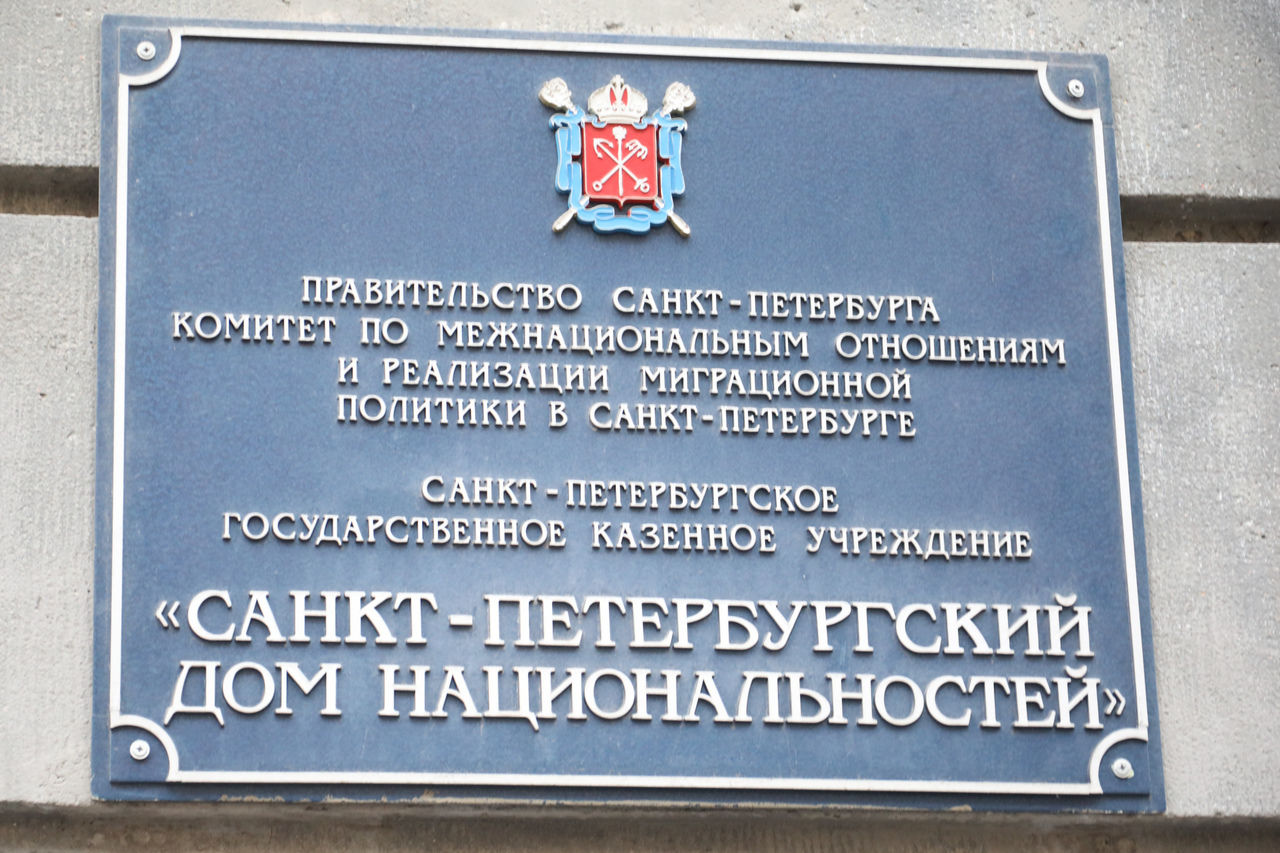 ПРАВИТЕЛЬСТВО САНКТ-ПЕТЕРБУРГА
КОМИТЕТ ПО МЕЖНАЦИОНАЛЬНЫМ ОТНОШЕНИЯМ
И РЕАЛИЗАЦИИ МИГРАЦИОННОЙ
ПОЛИТИКИ В САНКТ-ПЕТЕРБУРГЕ
САНКТ-ПЕТЕРБУРГСКОЕ
ГОСУДАРСТВЕННОЕ КАЗЕННОЕ УЧРЕЖДЕНИЕ
«САНКТ-ПЕТЕРБУРГСКИЙ
ДОМ НАЦИОНАЛЬНОСТЕЙ»